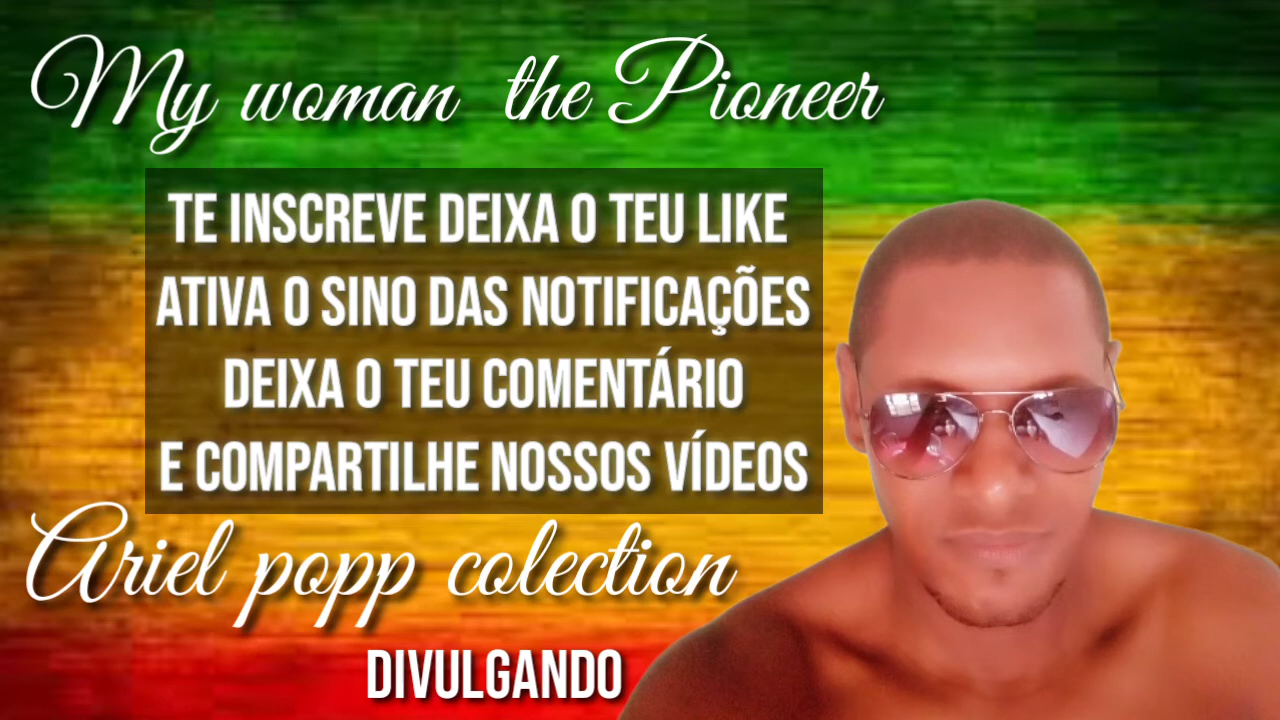 My woman the Pioneer
TE INSCREVE DEIXA O TEU LIKE
ATIVA O SINO DAS NOTIFICAÇÕES
DEIXA O TEU COMENTÁRIO
E COMPARTILHE NOSSOS VÍDEOS
Ariel popp colection
DIVULGANDO